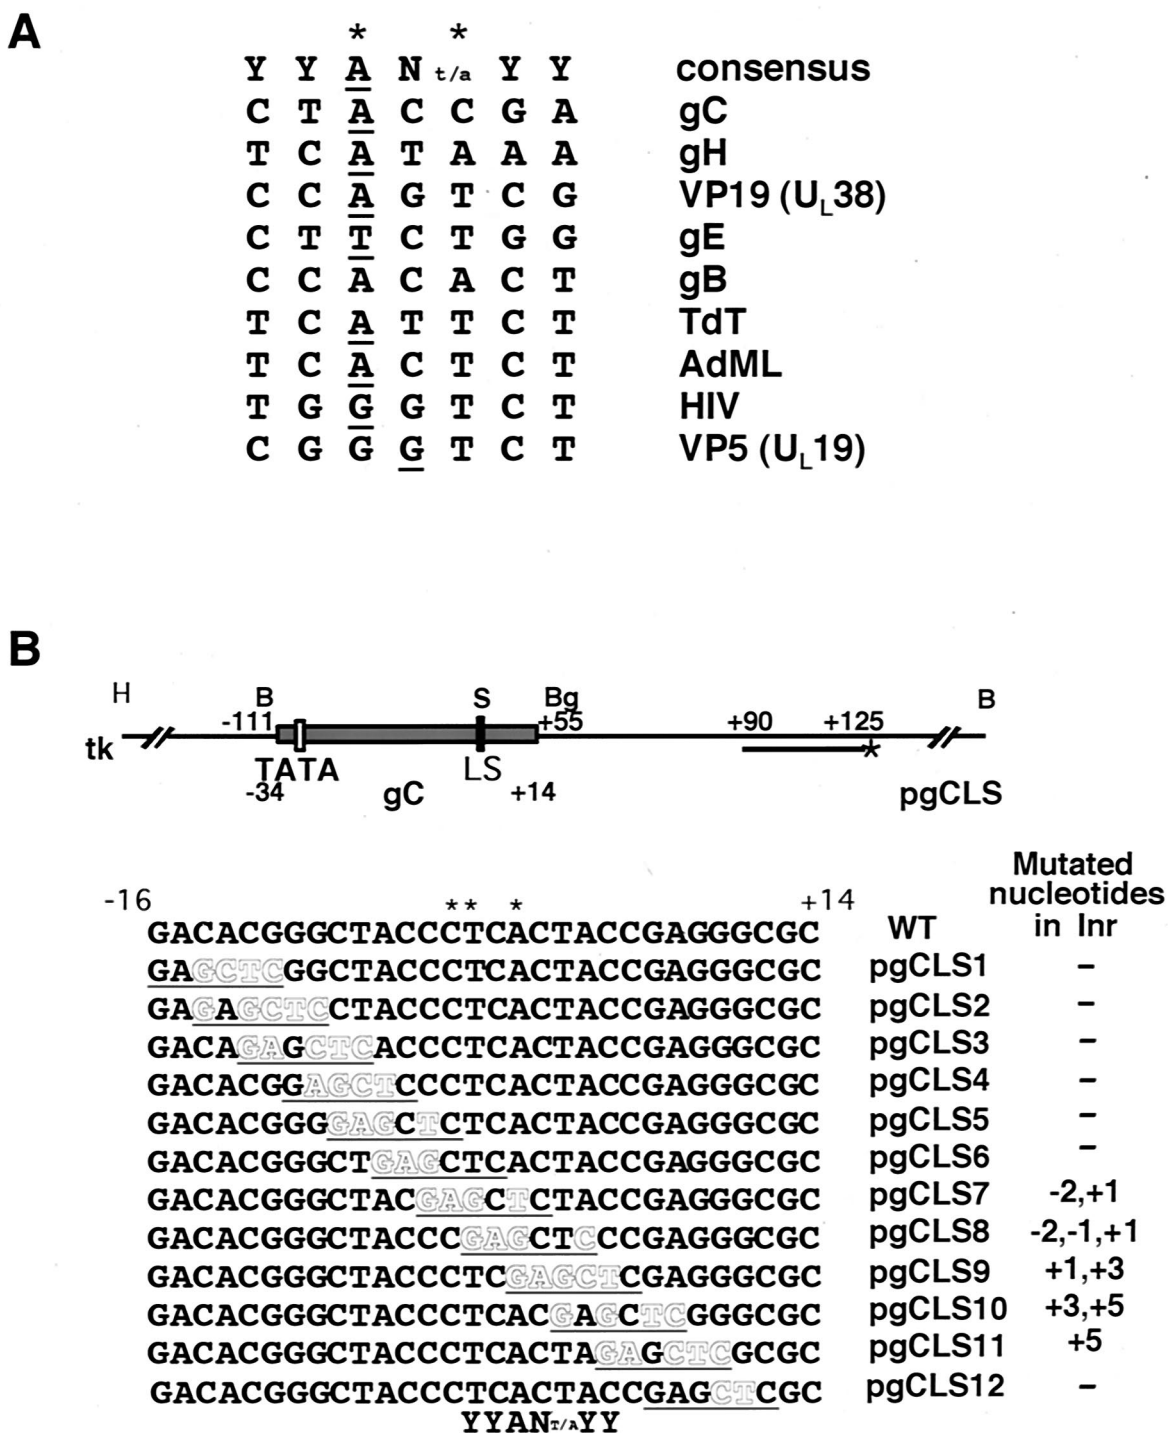 A
* *
Y Y A N t/a Y Y consensus
C T A C C G A gC
T C A T A A A gH
C C A G T C G VP19 (UL38)
C T T C T G G gE
C C A C A C T gB
T C A T T C T TdT
T C A C T C T AdML
T G G G T C T HIV
C G G G T C T VP5 (UL19)
B
H B S Bg B
-111 +55 +90 +125
tk *
TATA LS
-34 gC +14 pgCLS
Mutated
nucleotides
in Inr
-16 ** * +14
GACACGGGCTACCCTCACTACCGAGGGCGC WT
GAGCTCGGCTACCCTCACTACCGAGGGCGC pgCLS1 –
GAGAGCTCCTACCCTCACTACCGAGGGCGC pgCLS2 –
GACAGAGCTCACCCTCACTACCGAGGGCGC pgCLS3 –
GACACGGAGCTCCCTCACTACCGAGGGCGC pgCLS4 –
GACACGGGGAGCTCTCACTACCGAGGGCGC pgCLS5 –
GACACGGGCTGAGCTCACTACCGAGGGCGC pgCLS6 –
GACACGGGCTACGAGCTCTACCGAGGGCGC pgCLS7 -2,+1
GACACGGGCTACCCGAGCTCCCGAGGGCGC pgCLS8 -2,-1,+1
GACACGGGCTACCCTCGAGCTCGAGGGCGC pgCLS9 +1,+3
GACACGGGCTACCCTCACGAGCTCGGGCGC pgCLS10 +3,+5
GACACGGGCTACCCTCACTAGAGCTCGCGC pgCLS11 +5
GACACGGGCTACCCTCACTACCGAGCTCGC pgCLS12 –
YYANT/AYY